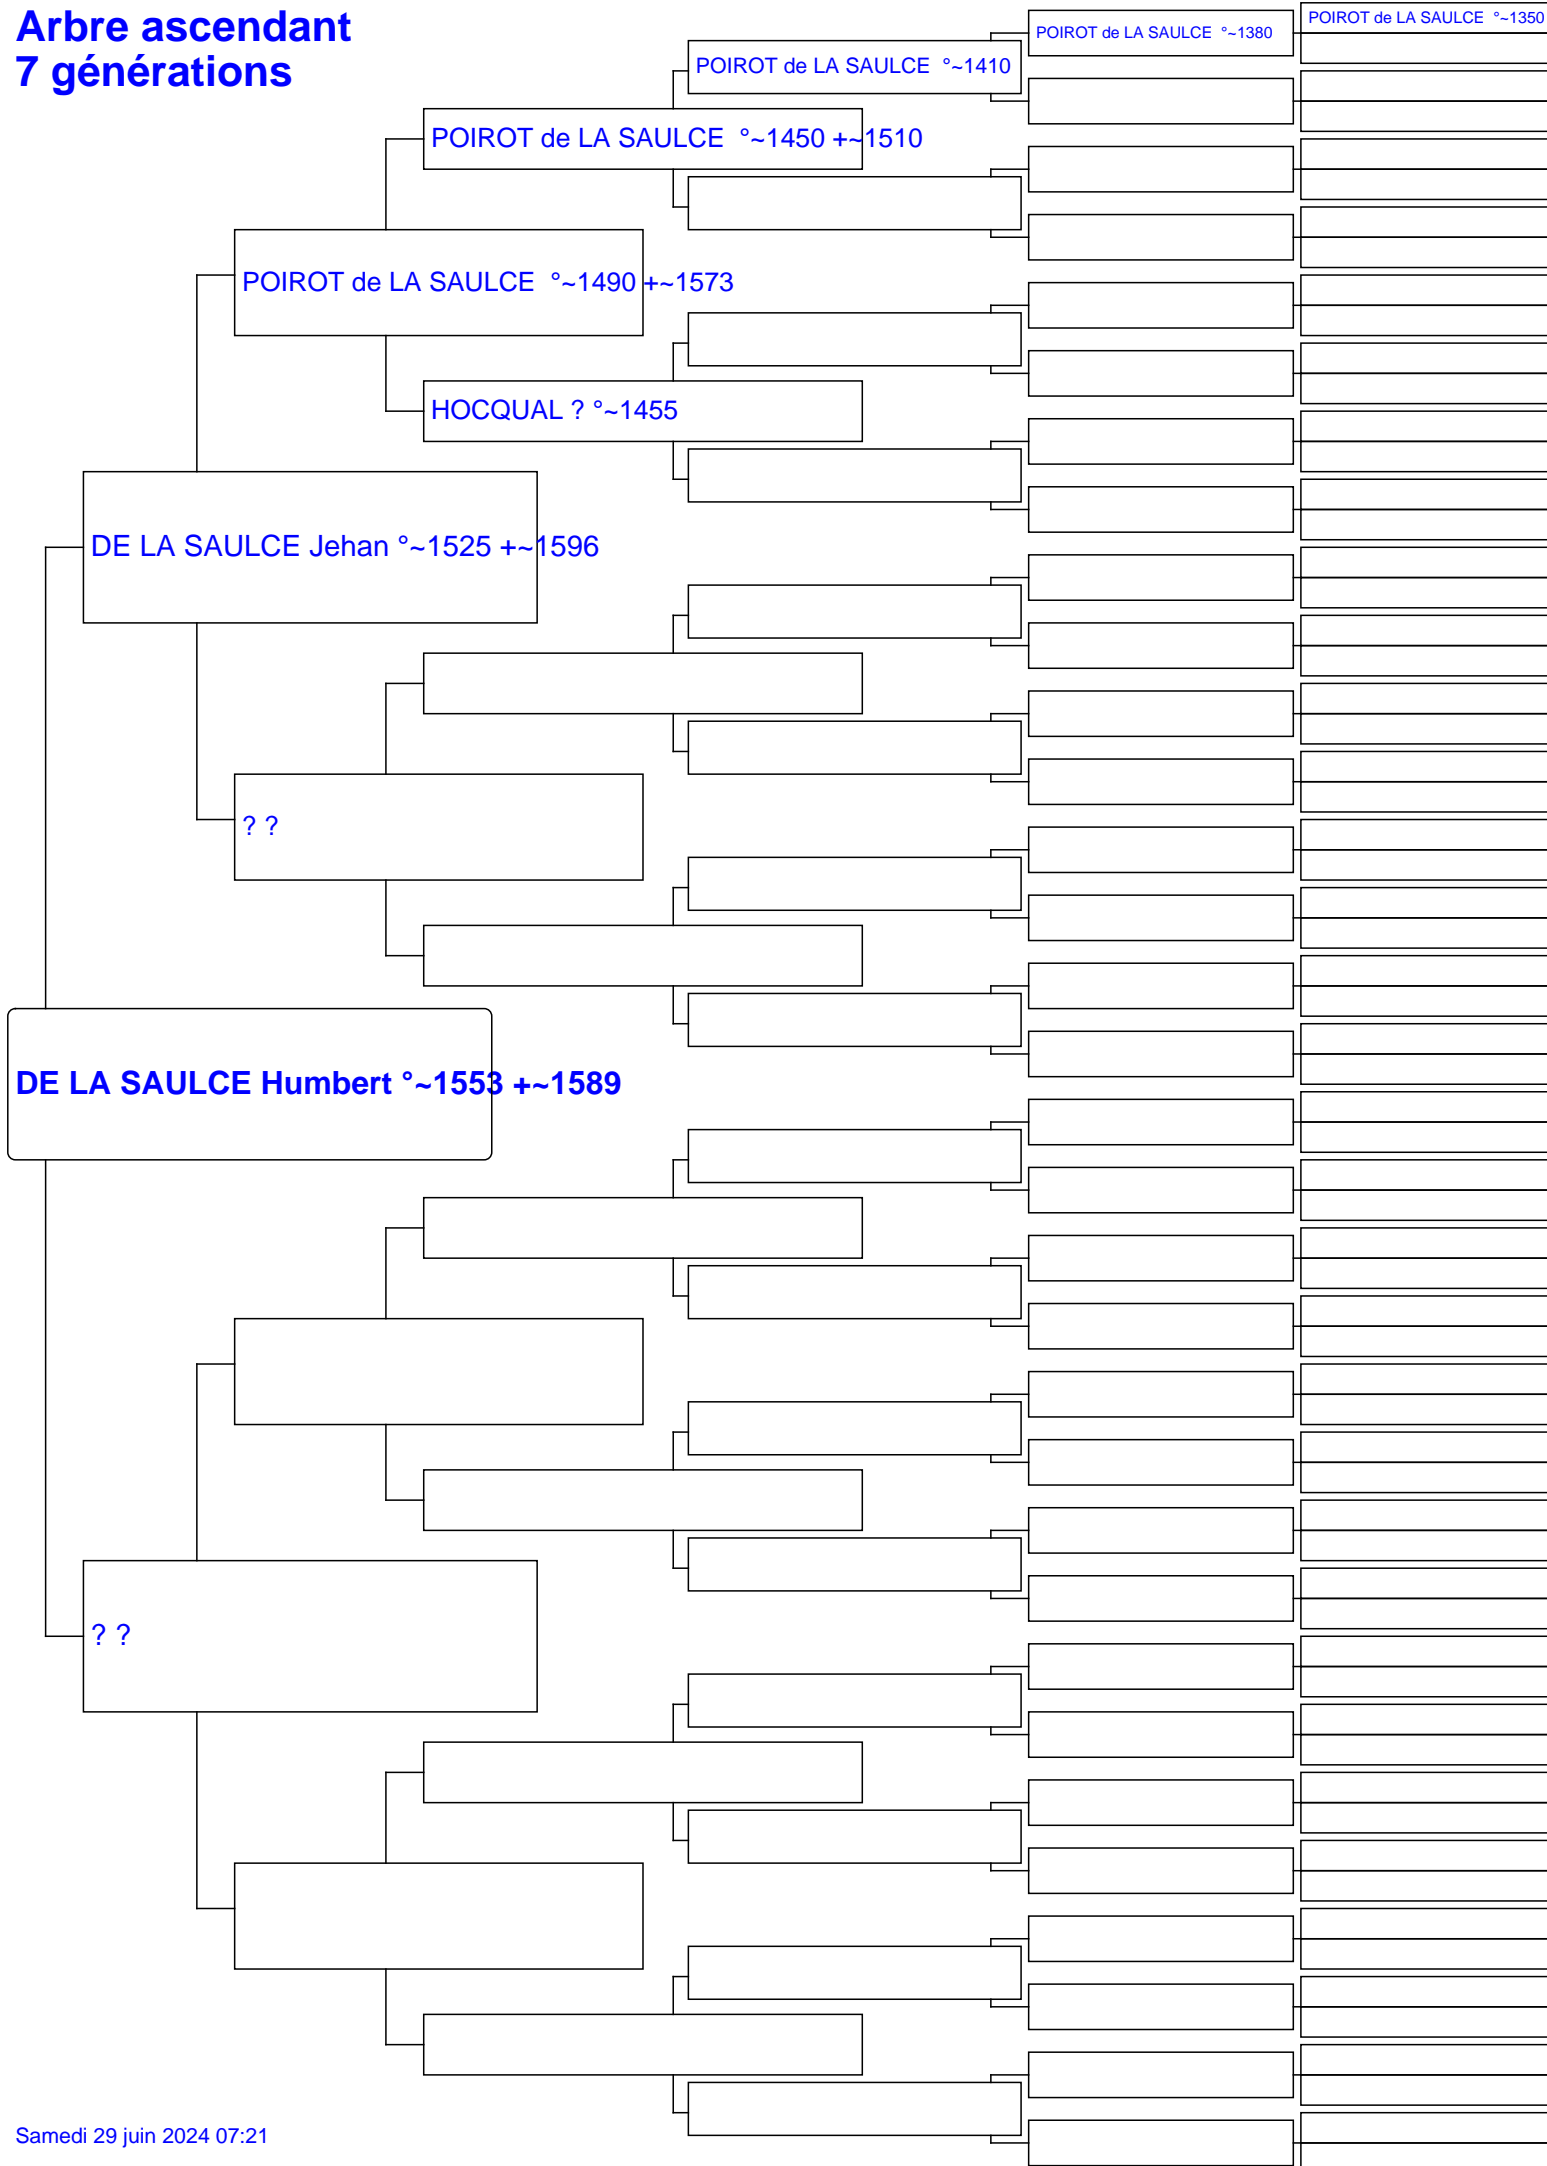 Arbre ascendant
7 générations
POIROT de LA SAULCE °~1350
POIROT de LA SAULCE °~1380
POIROT de LA SAULCE °~1410
POIROT de LA SAULCE °~1450 +~1510
POIROT de LA SAULCE °~1490 +~1573
HOCQUAL ? °~1455
DE LA SAULCE Jehan °~1525 +~1596
? ?
DE LA SAULCE Humbert °~1553 +~1589
? ?
Samedi 29 juin 2024 07:21